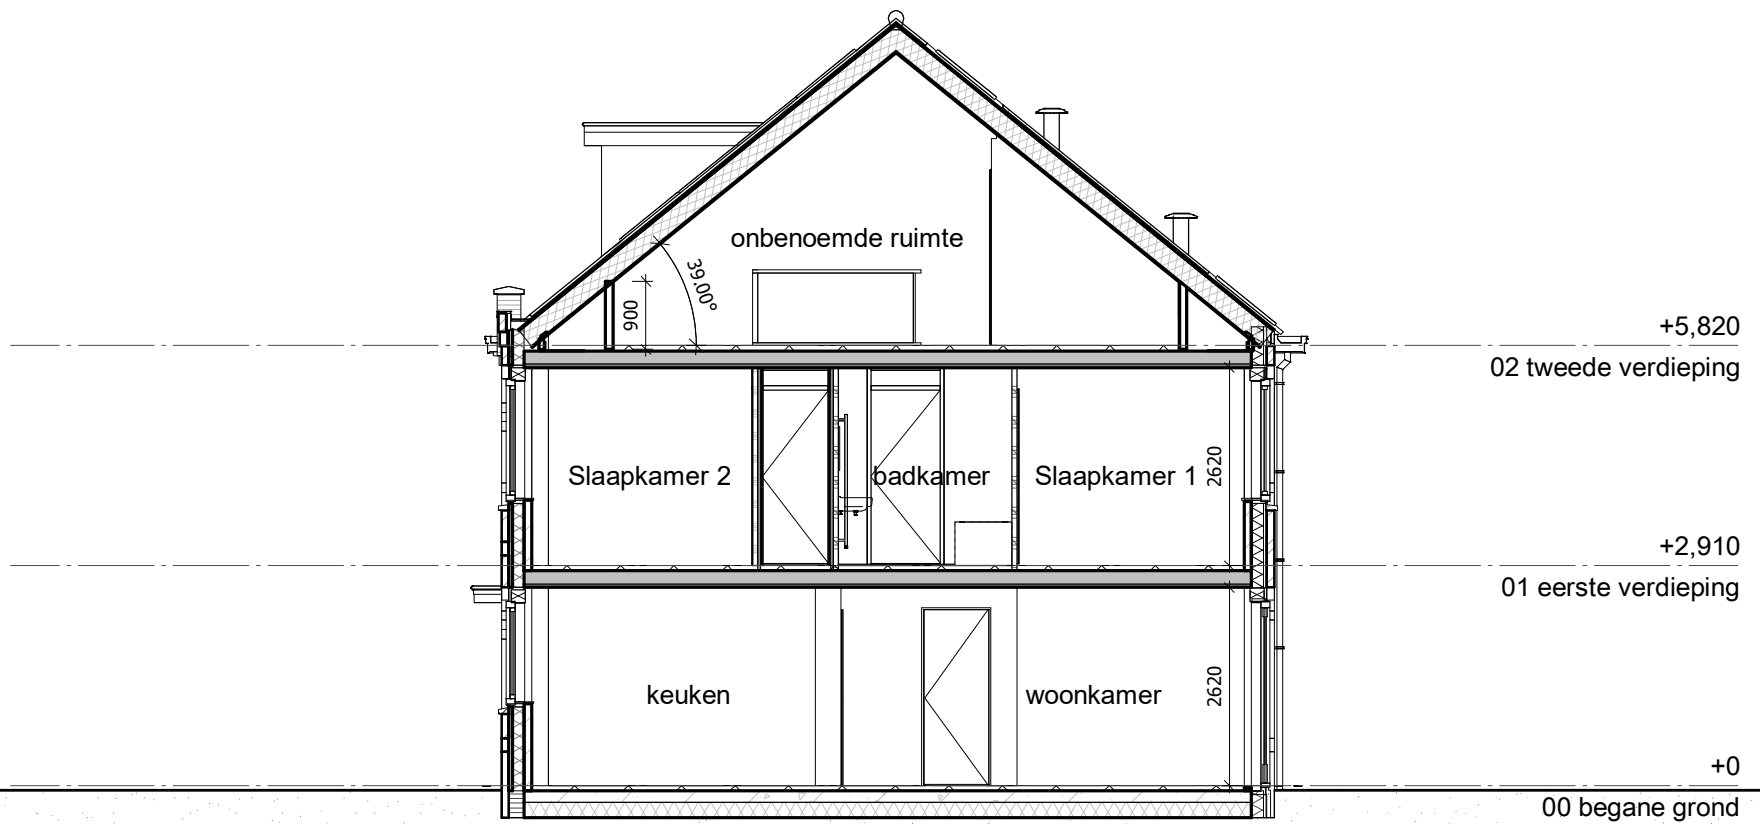 onbenoemde ruimte
39.00°
900
+5,820
02 tweede verdieping
Slaapkamer 2
badkamer
Slaapkamer 1
2620
+2,910
01 eerste verdieping
keuken
woonkamer
2620
+0
00 begane grond